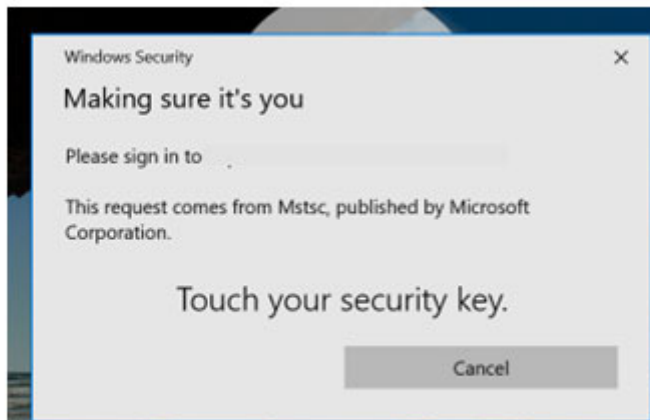 Windows Security
Making sure it's you
Please sign in to
This request comes from Mstsc, published by Microsoft
Corporation.
Touch your security key.
Cancel